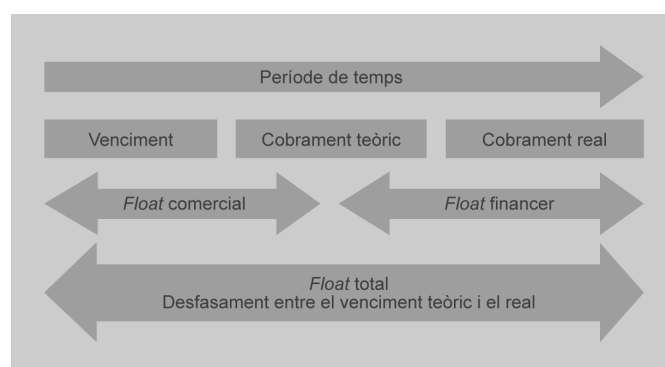 Període de temps
Venciment
Cobrament teòric
Cobrament real
Float comercial
Float financer
Float total
Desfasament entre el venciment teòric i el real